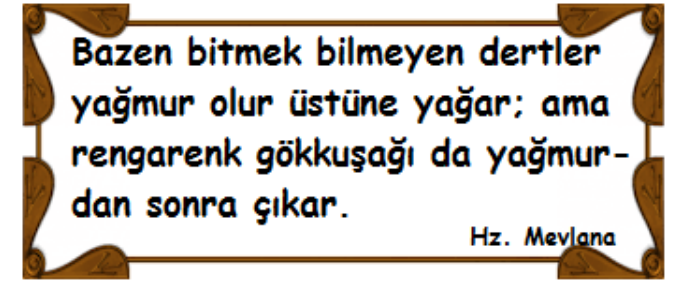 Bazen bitmek bilmeyen dertler
yağmur olur üstüne yağar; ama
rengarenk gökkuşağı da yağmur-
dan sonra çıkar.
Hz. Mevlana